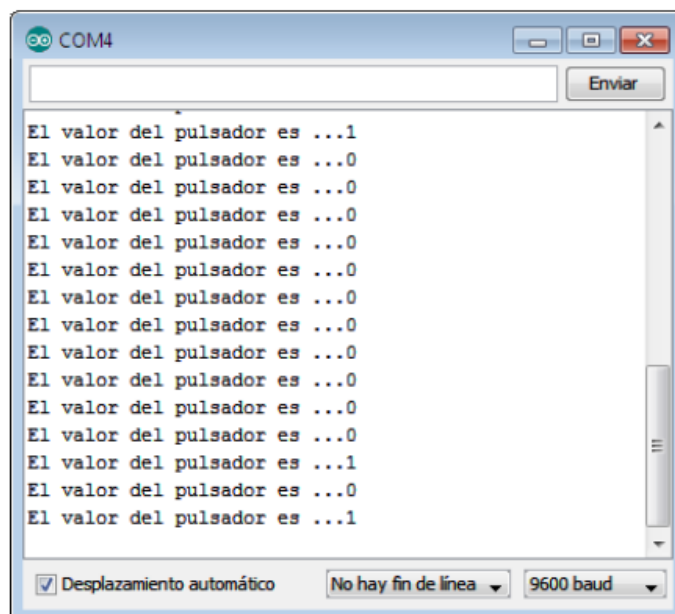 COM4
Enviar
El valor del pulsador es ...1
El valor del pulsador es ...0
El valor del pulsador es ...0
El valor del pulsador es ...0
El valor del pulsador es ...0
El valor del pulsador es ...0
El valor del pulsador es ...0
El valor del pulsador es ...0
El valor del pulsador es ...0
El valor del pulsador es ...0
El valor del pulsador es ...0
El valor del pulsador es ...0
El valor del pulsador es ...1
El valor del pulsador es ...0
El valor del pulsador es ...1
Desplazamiento automático No hay fin de línea 9600 baud